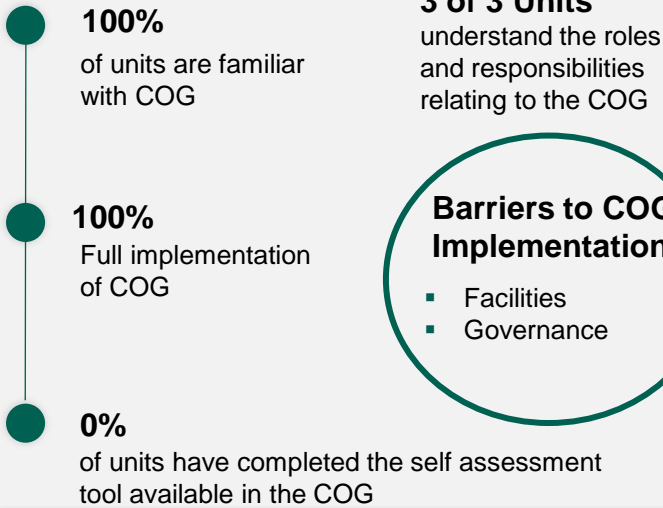 100%
of units are familiar
with COG
3 of 3 Units
understand the roles
and responsibilities
relating to the COG
100%
Full implementation
of COG
Barriers to COG
Implementation
▪ Facilities
▪ Governance
0%
of units have completed the self assessment
tool available in the COG